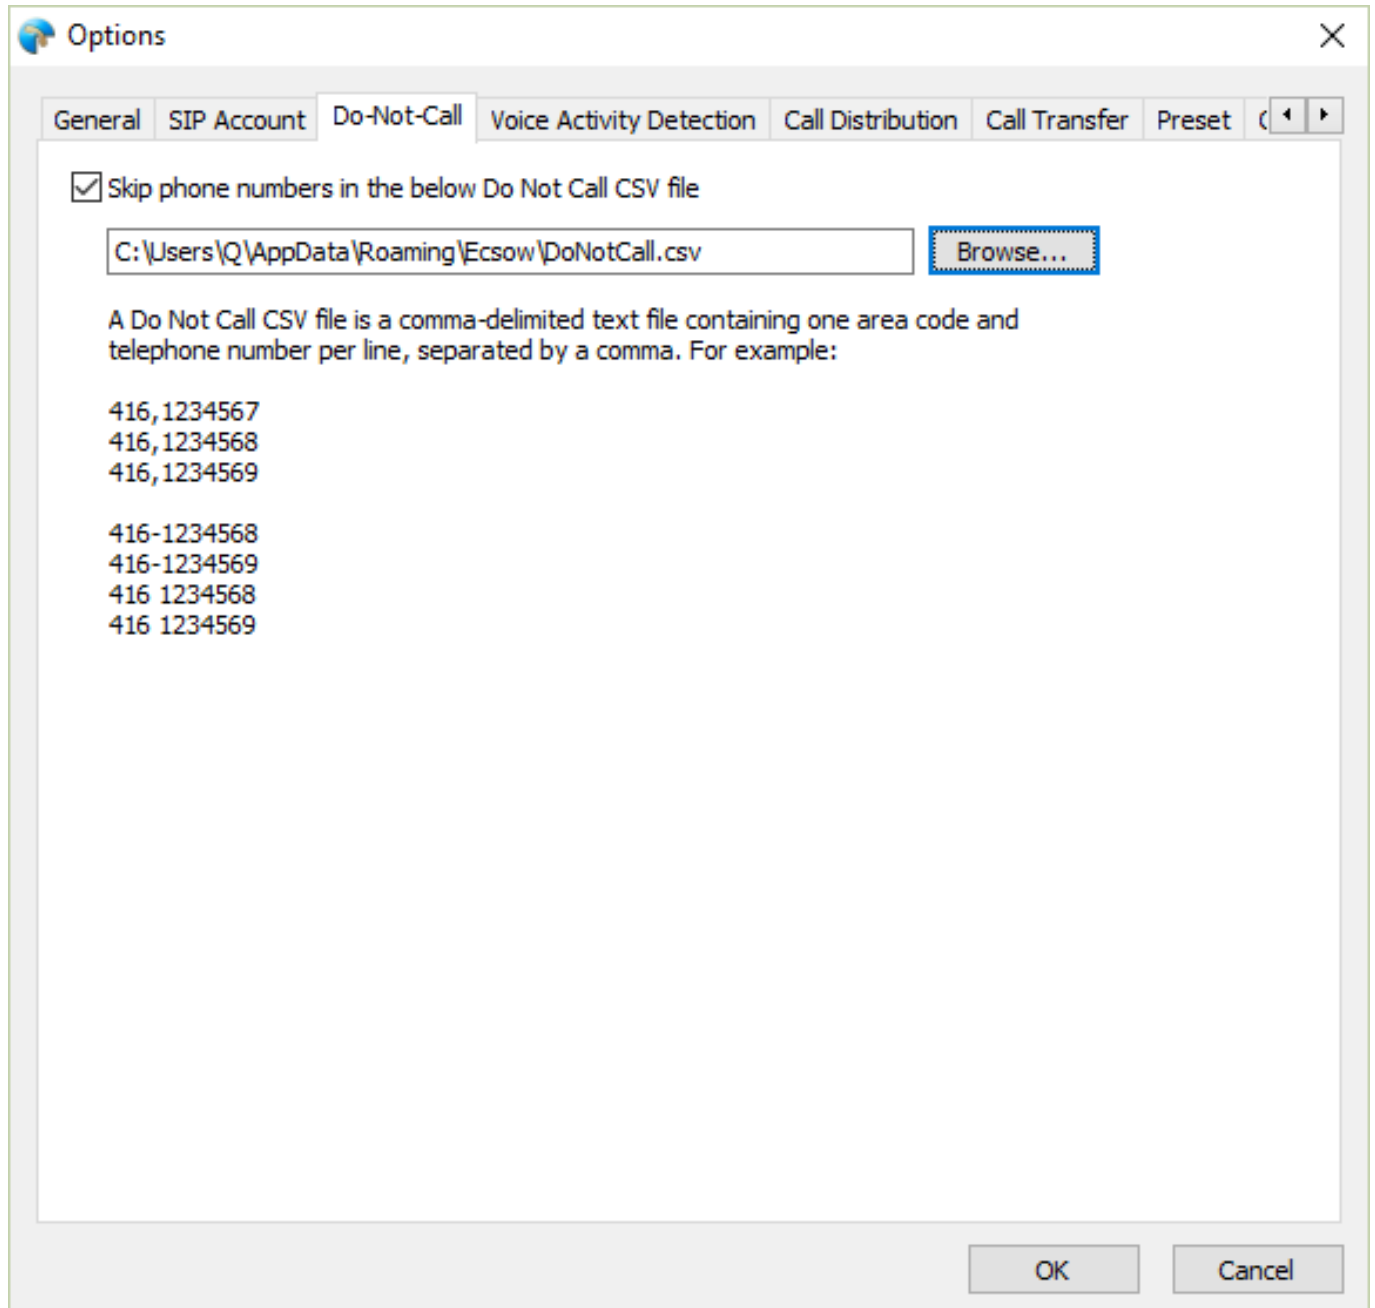 Options
General SIP Account Do-Not-Call Voice Activity Detection Call Distribution Call Transfer Preset
Skip phone numbers in the below Do Not Call CSV file
C:\Users\Q\AppData\Roaming\Ecsow\DoNotCall.csv Browse...
A Do Not Call CSV file is a comma-delimited text file containing one area code and
telephone number per line, separated by a comma. For example:
416,1234567
416,1234568
416,1234569
416-1234568
416-1234569
416 1234568
416 1234569
OK Cancel